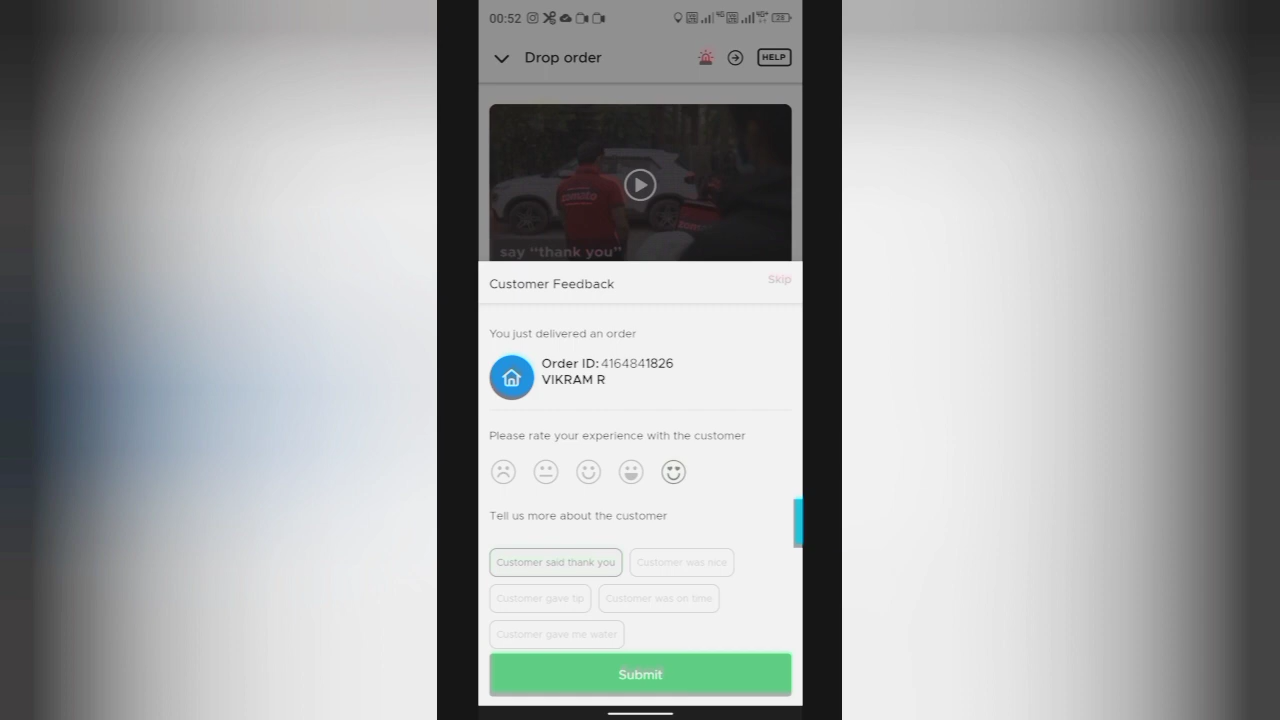 00:52
Drop order
HELP
zomato
say “thank you”
Customer Feedback
Skip
You just delivered an order
Order ID: 4164841826
VIKRAM R
Please rate your experience with the customer
Tell us more about the customer
Customer said thank you
Customer was nice
Customer gave tip
Customer was on time
Customer gave me water
Submit